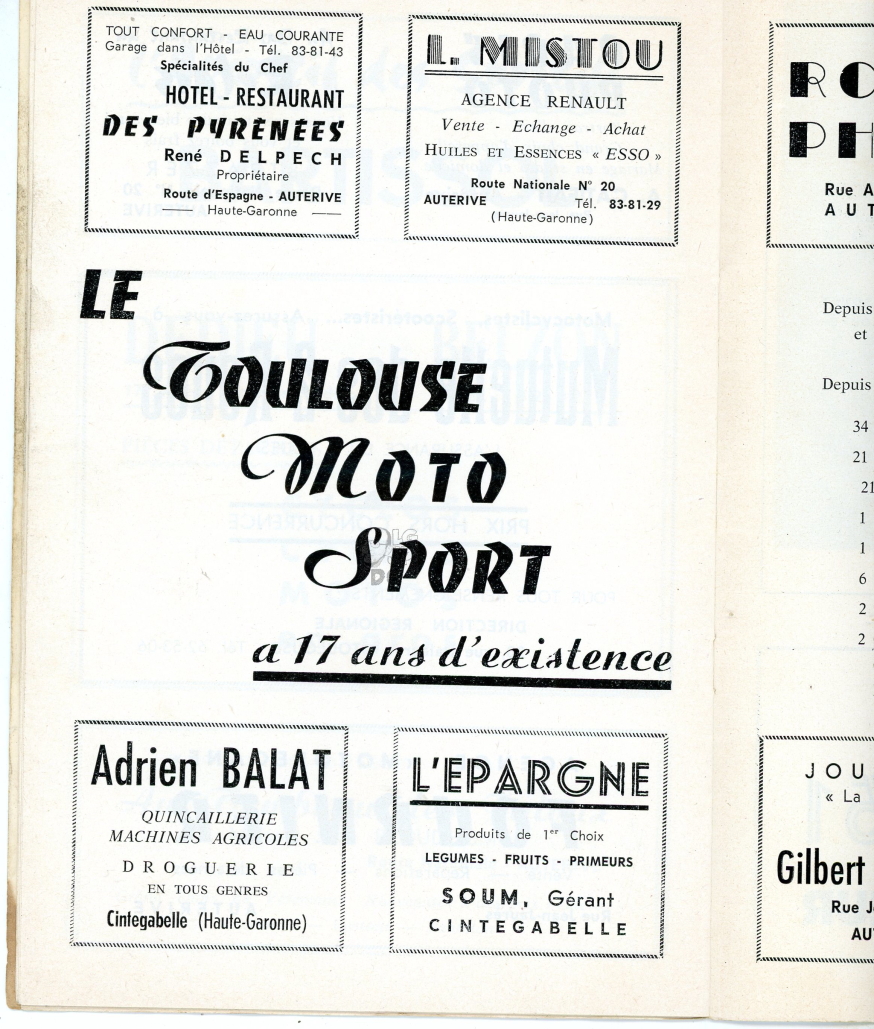 TOUT CONFORT - EAU COURANTE
Garage dans l'Hôtel - Tél. 83-81-43
Spécialités du Chef
HOTEL - RESTAURANT
DES PYRÉNÉES
René DELPECH
Propriétaire
Route d'Espagne - AUTERIVE
Haute-Garonne
L. MISTOU
AGENCE RENAULT
Vente - Echange - Achat
HUILES ET ESSENCES « ESSO »
Route Nationale N° 20
AUTERIVE Tél. 83-81-29
(Haute-Garonne)
LE
TOULOUSE
MOTO
SPORT
a 17 ans d'existence
Adrien BALAT
QUINCAILLERIE
MACHINES AGRICOLES
DROGUERIE
EN TOUS GENRES
Cintegabelle (Haute-Garonne)
L'EPARGNE
Produits de 1er Choix
LEGUMES - FRUITS - PRIMEURS
SOUM, Gérant
CINTEGABELLE
RO
PH
Rue A
AUT
Depuis
et
Depuis
34
21
21
1
1
6
2
2
JOU
« La
Gilbert
Rue J
AU